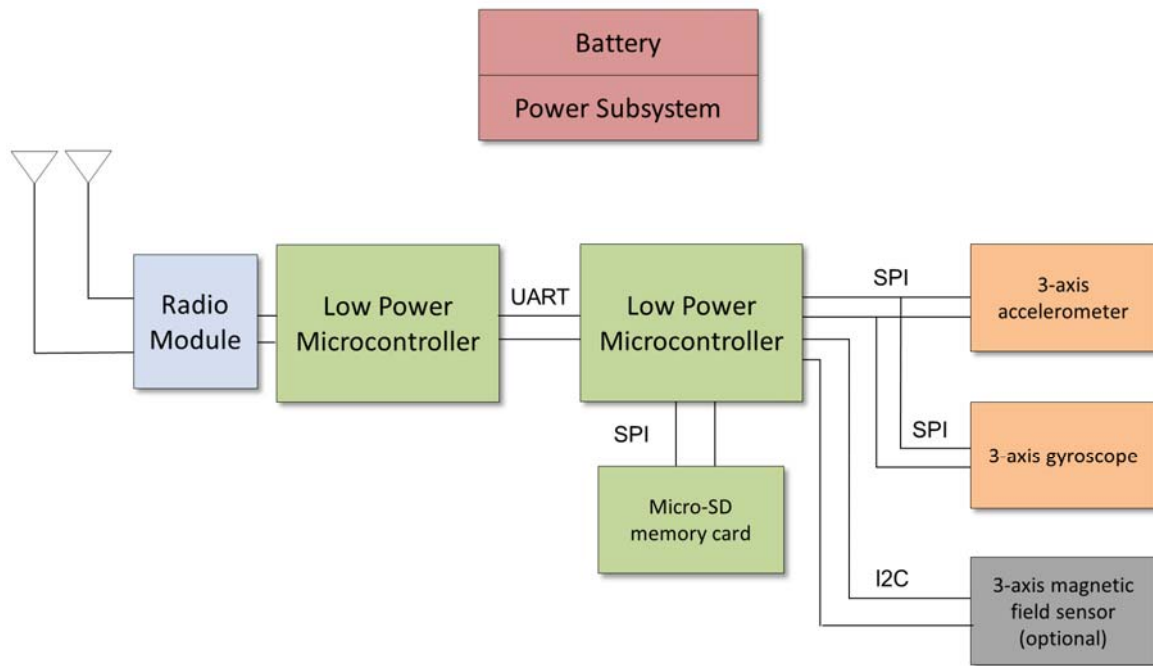 Battery
Power Subsystem
Radio
Module
Low Power
Microcontroller
UART
Low Power
Microcontroller
SPI
3-axis
accelerometer
SPI
3-axis gyroscope
SPI
Micro-SD
memory card
I2C
3-axis magnetic
field sensor
(optional)